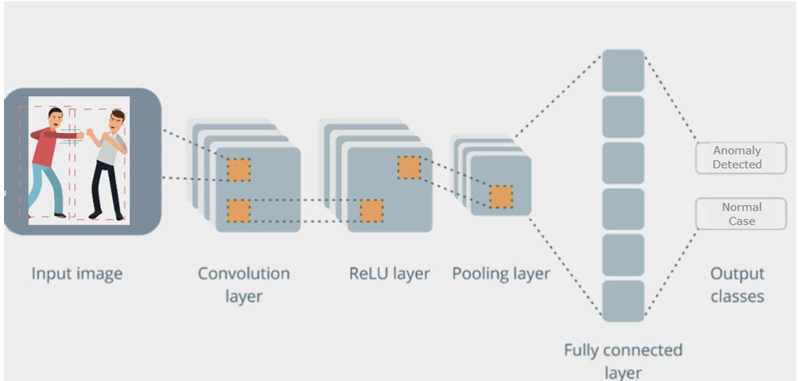 Anomaly
Detected
Normal
Case
Input image
Convolution
layer
ReLU layer
Pooling layer
Output
classes
Fully connected
layer